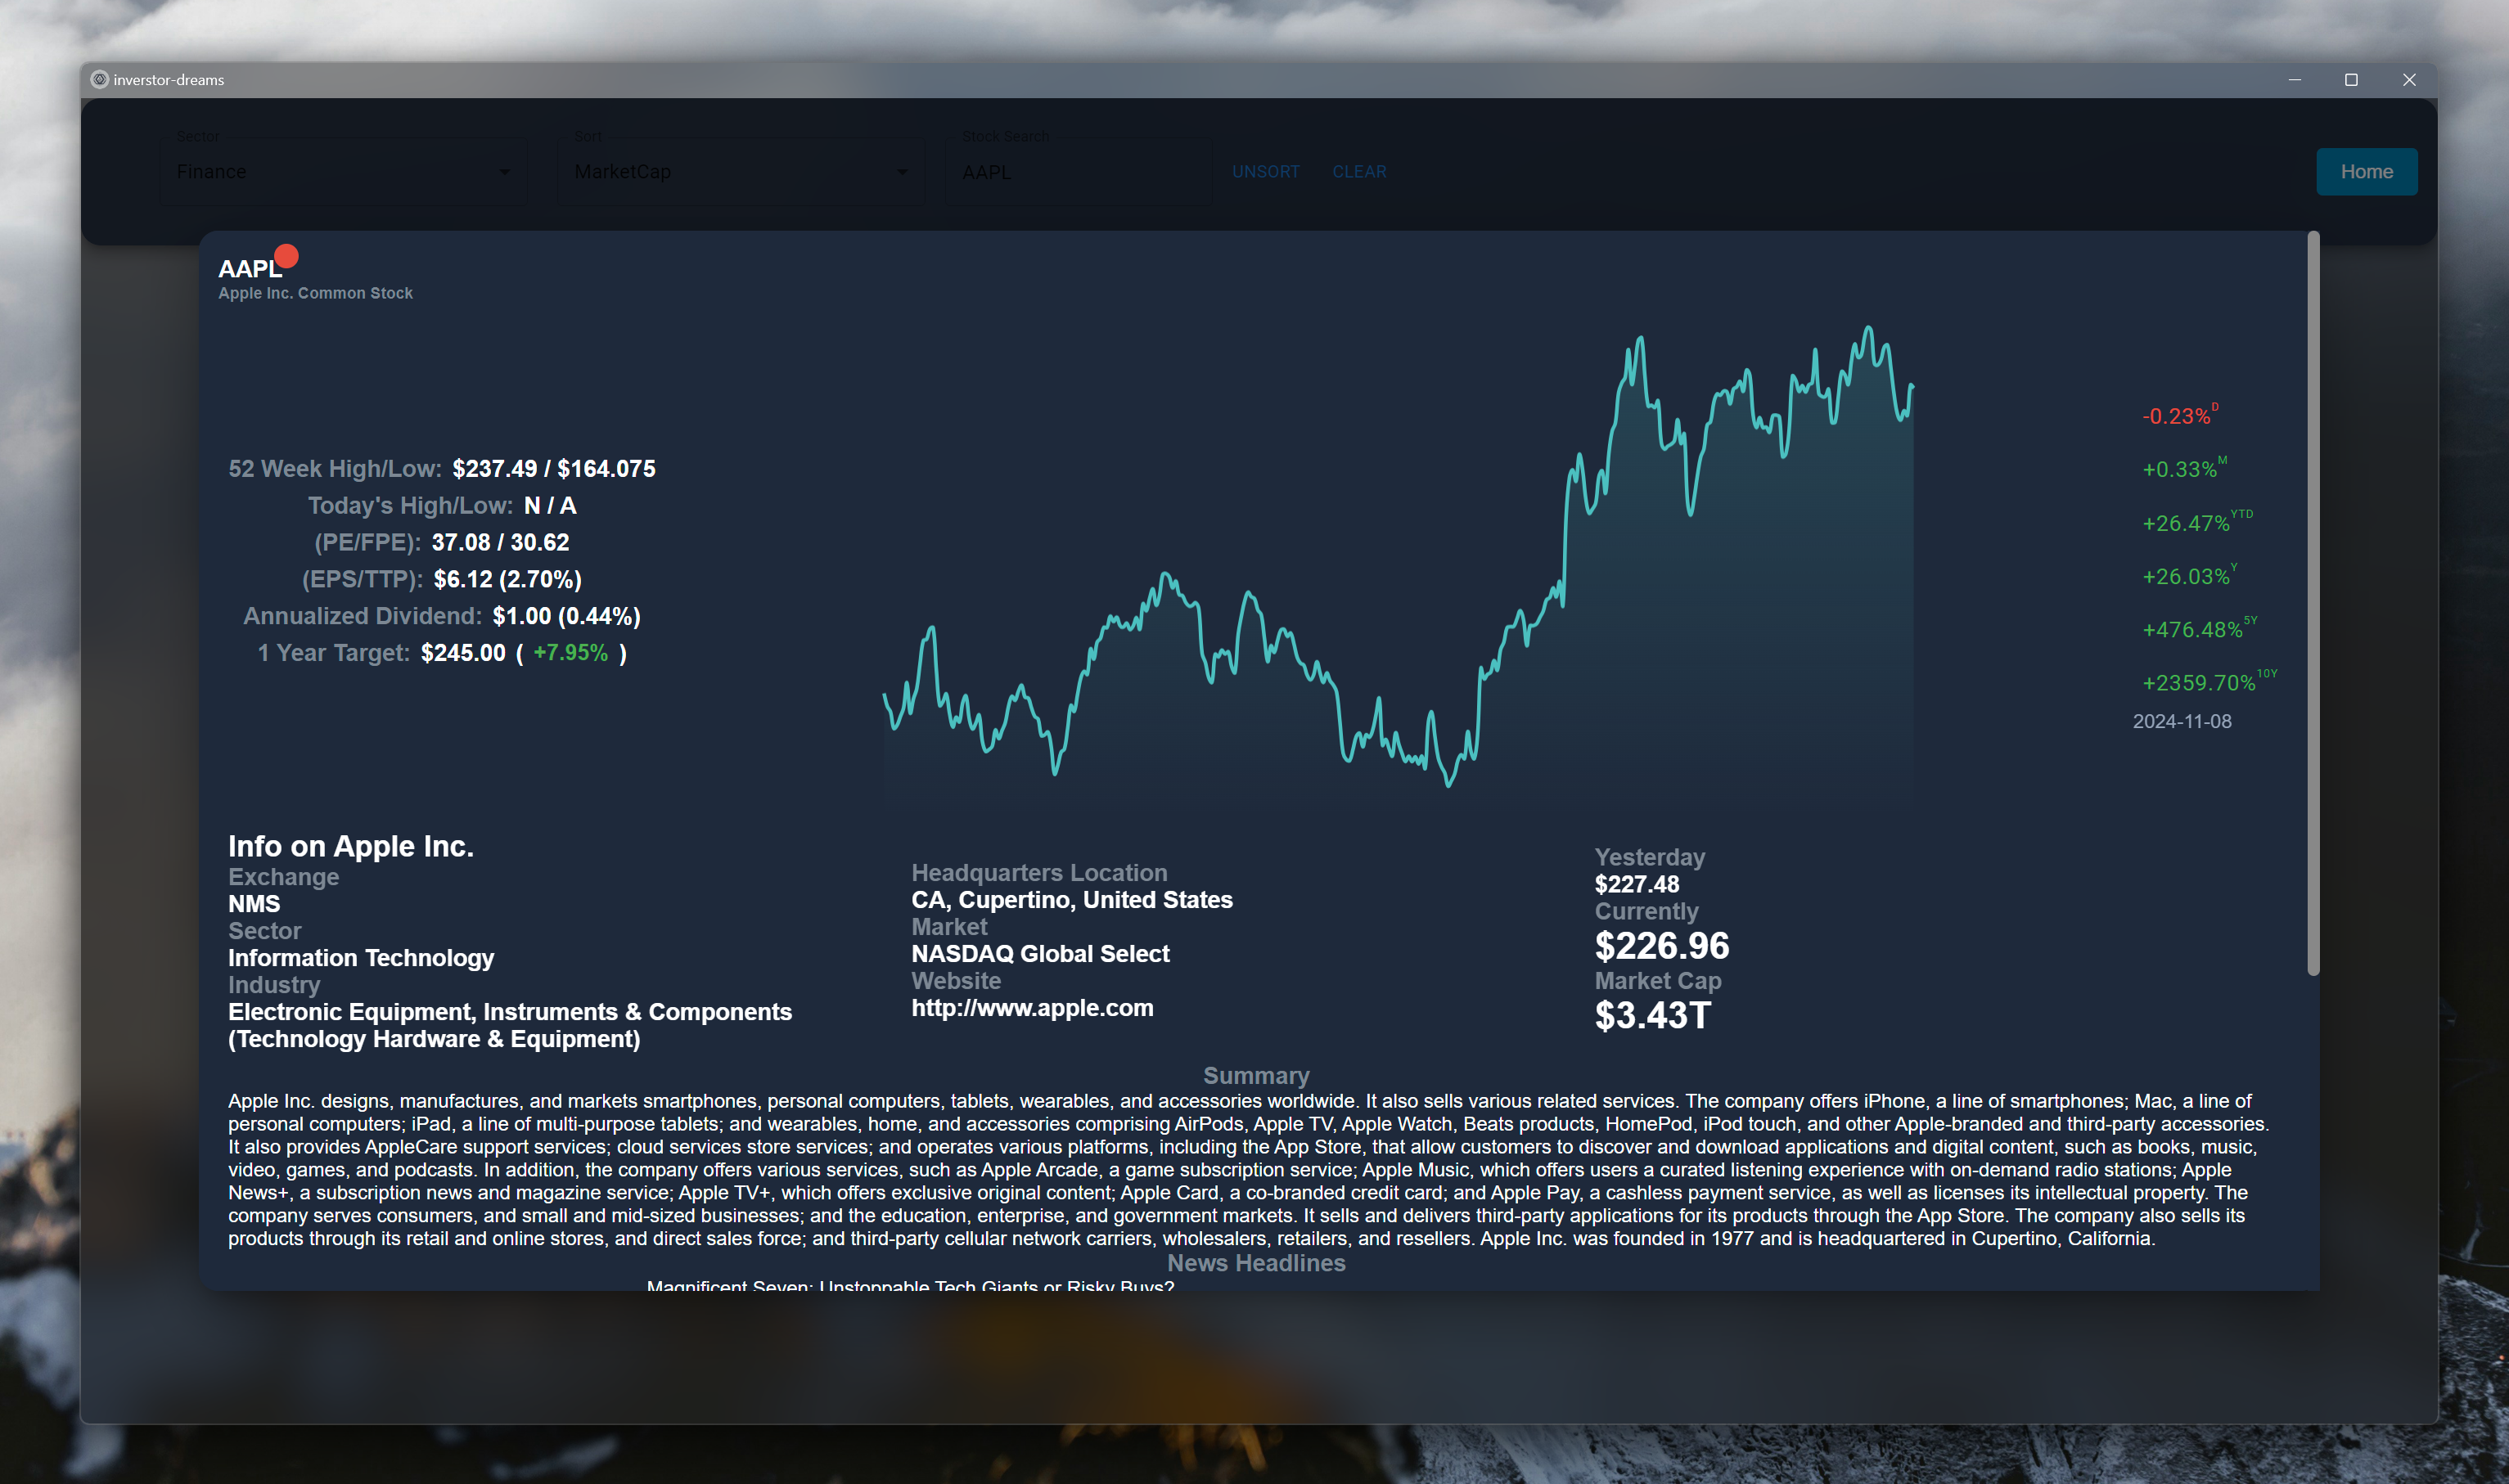 inverstor-dreams
Sector
Finance
Sort
MarketCap
Stock Search
AAPL
UNSORT
CLEAR
Home
AAPL
Apple Inc. Common Stock
52 Week High/Low: $237.49 / $164.075
Today's High/Low: N / A
(PE/FPE): 37.08 / 30.62
(EPS/TTP): $6.12 (2.70%)
Annualized Dividend: $1.00 (0.44%)
1 Year Target: $245.00 ( +7.95% )
-0.23% D
+0.33% M
+26.47% YTD
+26.03% Y
+476.48% 5Y
+2359.70% 10Y
2024-11-08
Info on Apple Inc.
Exchange
NMS
Sector
Information Technology
Industry
Electronic Equipment, Instruments & Components
(Technology Hardware & Equipment)
Headquarters Location
CA, Cupertino, United States
Market
NASDAQ Global Select
Website
http://www.apple.com
Yesterday
$227.48
Currently
$226.96
Market Cap
$3.43T
Summary
Apple Inc. designs, manufactures, and markets smartphones, personal computers, tablets, wearables, and accessories worldwide. It also sells various related services. The company offers iPhone, a line of smartphones; Mac, a line of
personal computers; iPad, a line of multi-purpose tablets; and wearables, home, and accessories comprising AirPods, Apple TV, Apple Watch, Beats products, HomePod, iPod touch, and other Apple-branded and third-party accessories.
It also provides AppleCare support services; cloud services store services; and operates various platforms, including the App Store, that allow customers to discover and download applications and digital content, such as books, music,
video, games, and podcasts. In addition, the company offers various services, such as Apple Arcade, a game subscription service; Apple Music, which offers users a curated listening experience with on-demand radio stations; Apple
News+, a subscription news and magazine service; Apple TV+, which offers exclusive original content; Apple Card, a co-branded credit card; and Apple Pay, a cashless payment service, as well as licenses its intellectual property. The
company serves consumers, and small and mid-sized businesses; and the education, enterprise, and government markets. It sells and delivers third-party applications for its products through the App Store. The company also sells its
products through its retail and online stores, and direct sales force; and third-party cellular network carriers, wholesalers, retailers, and resellers. Apple Inc. was founded in 1977 and is headquartered in Cupertino, California.
News Headlines
Magnificent Seven: Unstoppable Tech Giants or Risky Buys?